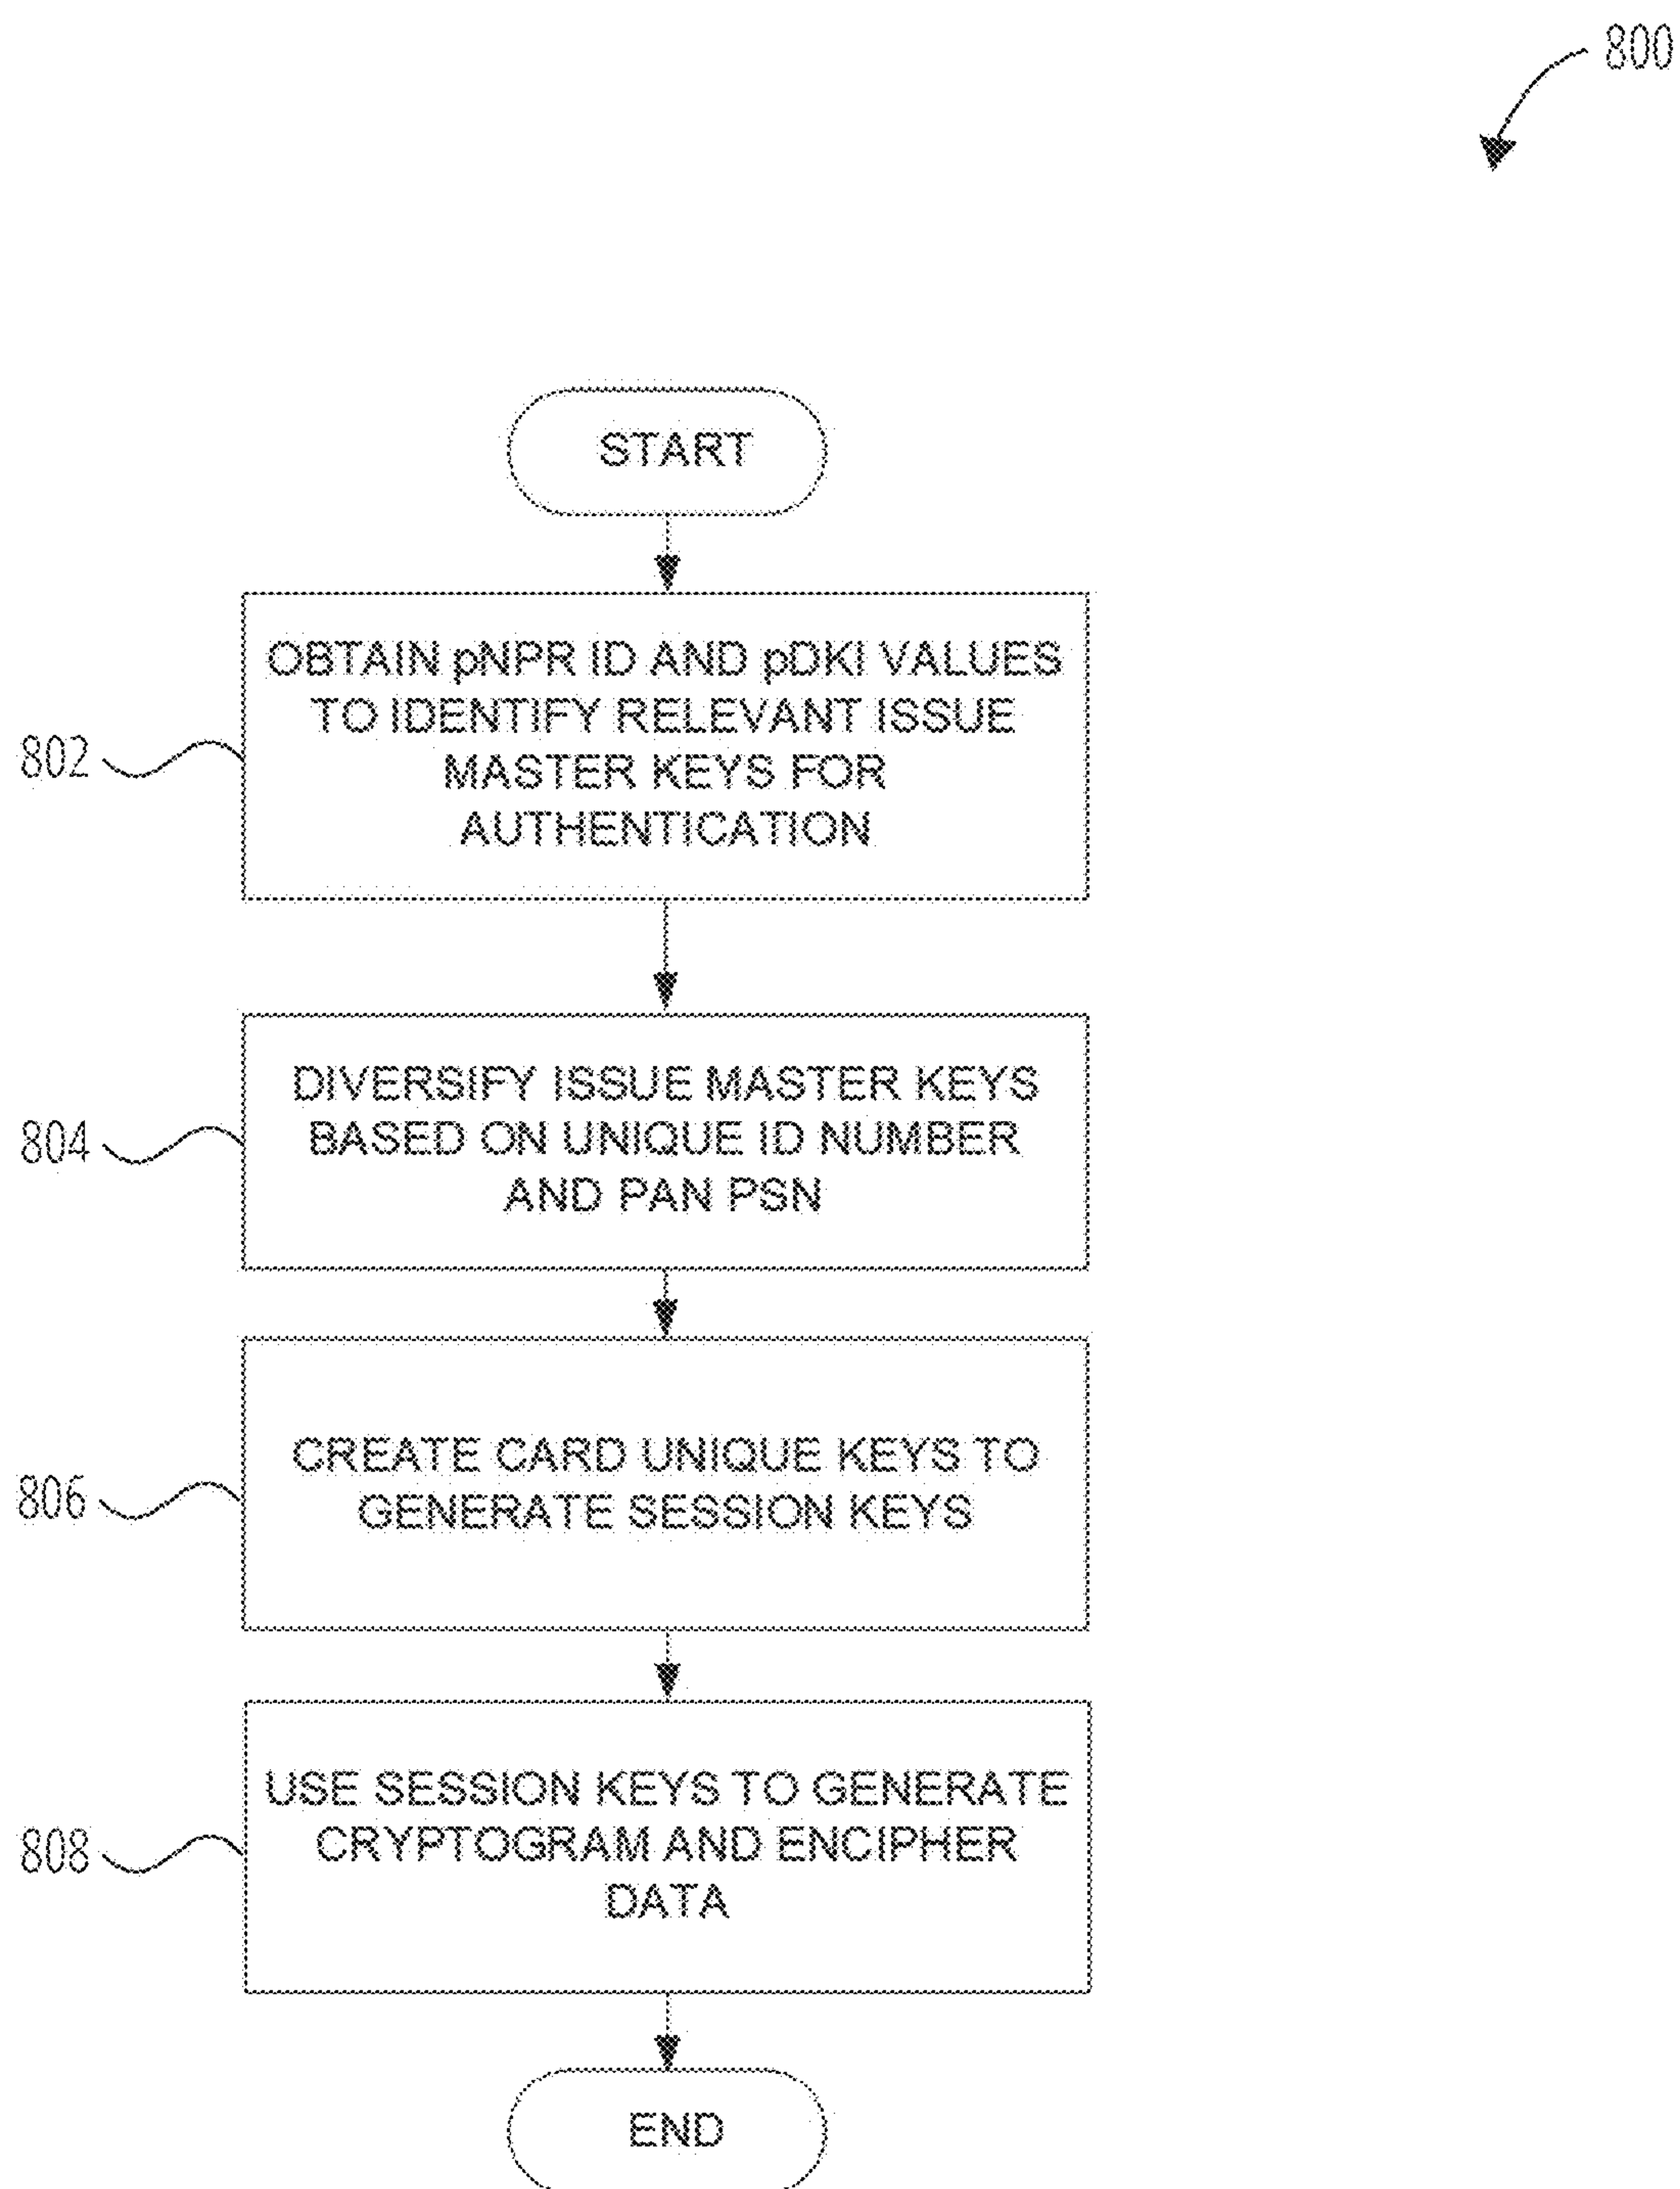 800
START
802
OBTAIN pNPR ID AND pDKI VALUES
TO IDENTIFY RELEVANT ISSUE
MASTER KEYS FOR
AUTHENTICATION
804
DIVERSIFY ISSUE MASTER KEYS
BASED ON UNIQUE ID NUMBER
AND PAN PSN
806
CREATE CARD UNIQUE KEYS TO
GENERATE SESSION KEYS
808
USE SESSION KEYS TO GENERATE
CRYPTOGRAM AND ENCIPHER
DATA
END